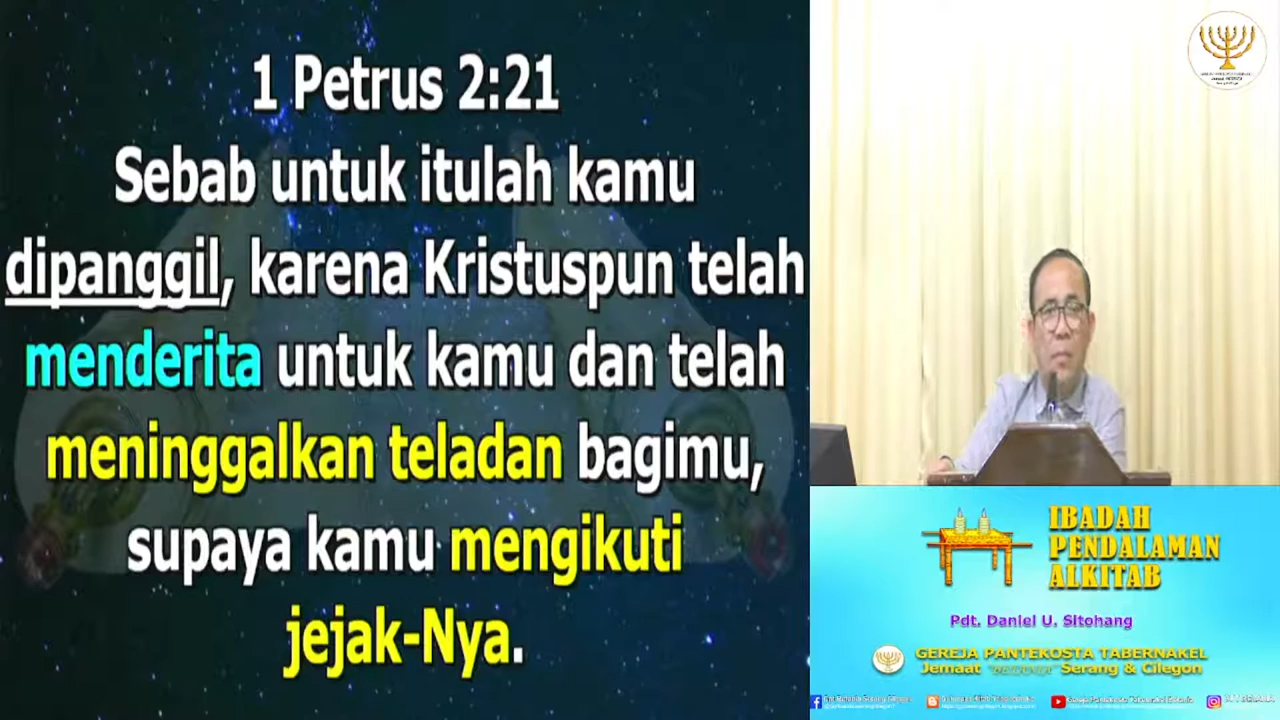 1 Petrus 2:21
Sebab untuk itulah kamu
dipanggil, karena Kristuspun telah
menderita untuk kamu dan telah
meninggalkan teladan bagimu,
supaya kamu mengikuti
jejak-Nya.
IBADAH
PENDALAMAN
ALKITAB
Pdt. Daniel U. Sitohang
GEREJA PANTEKOSTA TABERNAKEL
Jemaat Serang & Cilegon